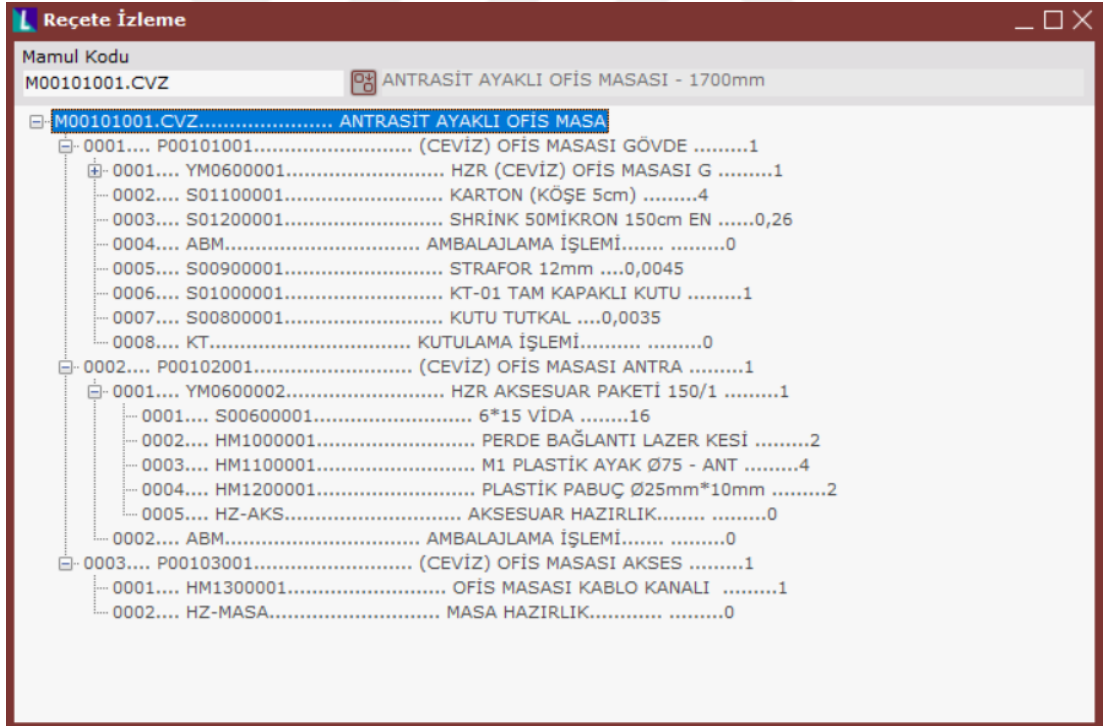 Reçete İzleme
Mamul Kodu
M00101001.CVZ ANTRASİT AYAKLI OFİS MASASI - 1700mm
M00101001.CVZ...................... ANTRASİT AYAKLI OFİS MASA
0001.... P00101001.......................... (CEVİZ) OFİS MASASI GÖVDE .........1
0001.... YM0600001.......................... HZR (CEVİZ) OFİS MASASI G .........1
0002.... S01100001.......................... KARTON (KÖŞE 5cm) .........4
0003.... S01200001.......................... SHRİNK 50MİKRON 150cm EN ......0,26
0004.... ABM................................ AMBALAJLAMA İŞLEMİ....... .........0
0005.... S00900001.......................... STRAFOR 12mm ....0,0045
0006.... S01000001.......................... KT-01 TAM KAPAKLI KUTU .........1
0007.... S00800001.......................... KUTU TUTKAL ....0,0035
0008.... KT................................. KUTULAMA İŞLEMİ.......... .........0
0002.... P00102001.......................... (CEVİZ) OFİS MASASI ANTRA .........1
0001.... YM0600002.......................... HZR AKSESUAR PAKETİ 150/1 .........1
0001.... S00600001.......................... 6*15 VİDA ........16
0002.... HM1000001.......................... PERDE BAĞLANTI LAZER KESİ .........2
0003.... HM1100001.......................... M1 PLASTİK AYAK Ø75 - ANT .........4
0004.... HM1200001.......................... PLASTİK PABUÇ Ø25mm*10mm .........2
0005.... HZ-AKS............................. AKSESUAR HAZIRLIK........ .........0
0002.... ABM................................ AMBALAJLAMA İŞLEMİ....... .........0
0003.... P00103001.......................... (CEVİZ) OFİS MASASI AKSES .........1
0001.... HM1300001.......................... OFİS MASASI KABLO KANALI .........1
0002.... HZ-MASA............................ MASA HAZIRLIK............ .........0